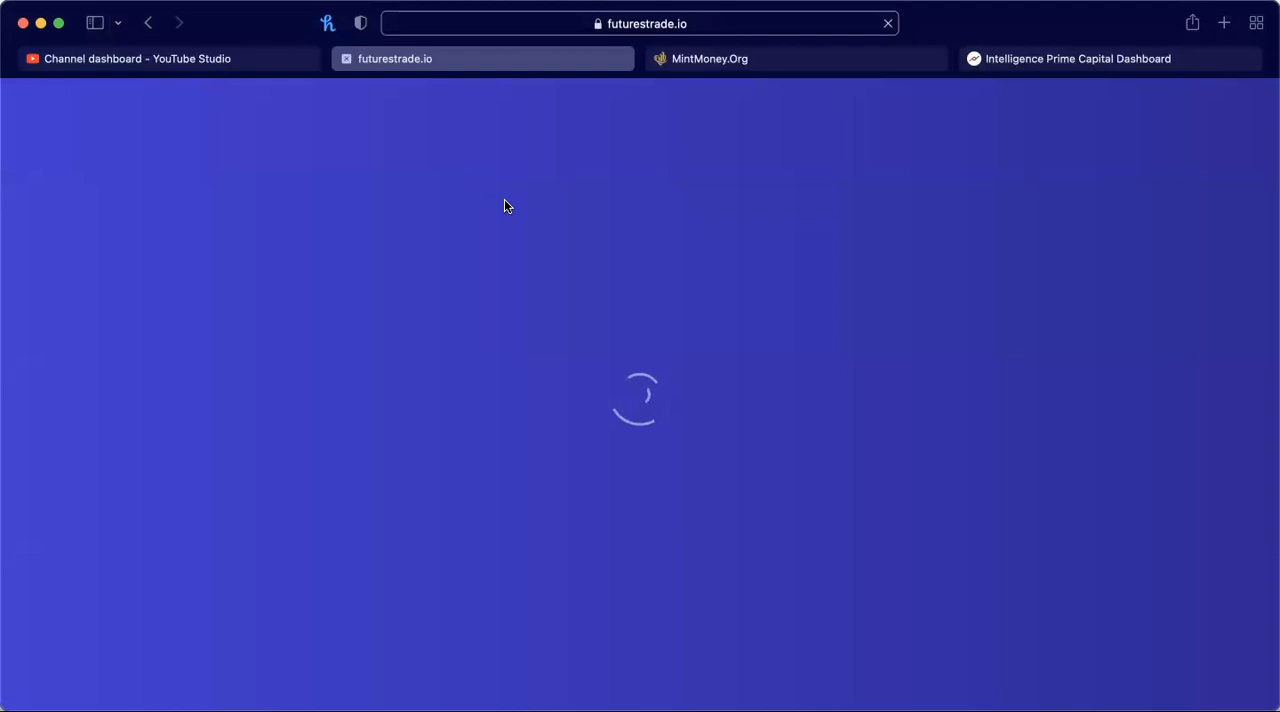 futurestrade.io
Channel dashboard - YouTube Studio
futurestrade.io
MintMoney.Org
Intelligence Prime Capital Dashboard